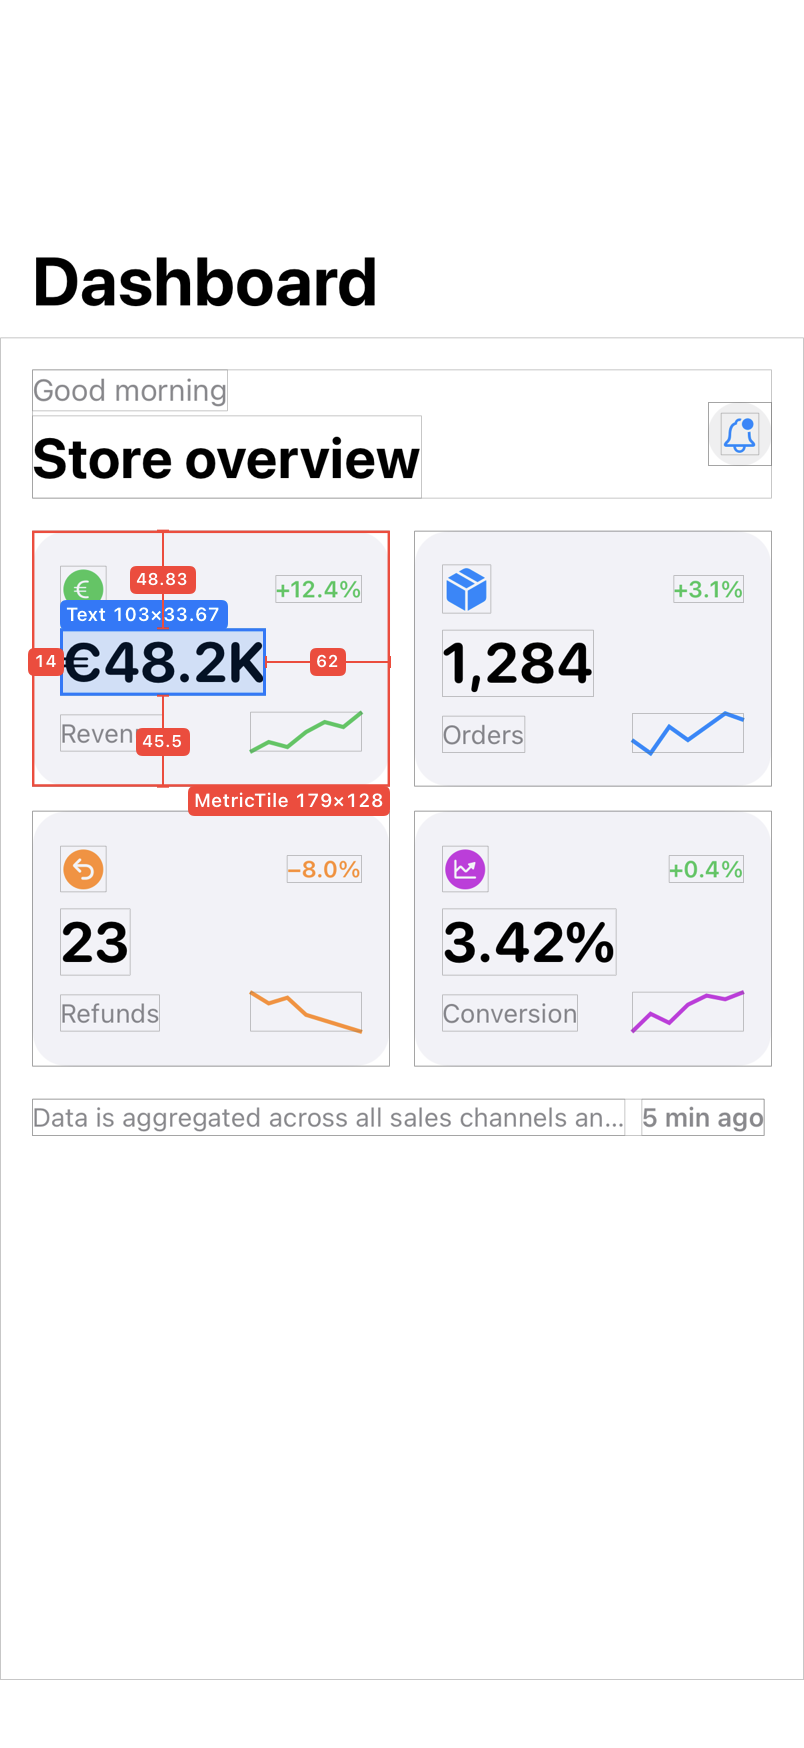 Dashboard
Good morning
Store overview
€ 48.83 +12.4%
Text 103×33.67
14 €48.2K 62
Reven 45.5
MetricTile 179×128
+3.1%
1,284
Orders
−8.0%
23
Refunds
+0.4%
3.42%
Conversion
Data is aggregated across all sales channels an... 5 min ago